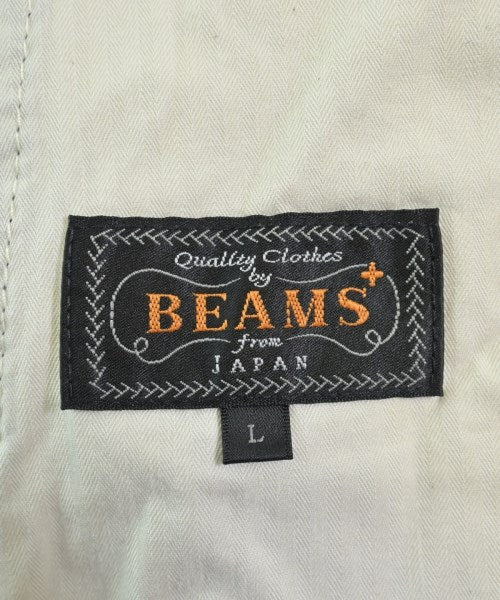 Quality Clothes
by
BEAMS+
from
JAPAN
L